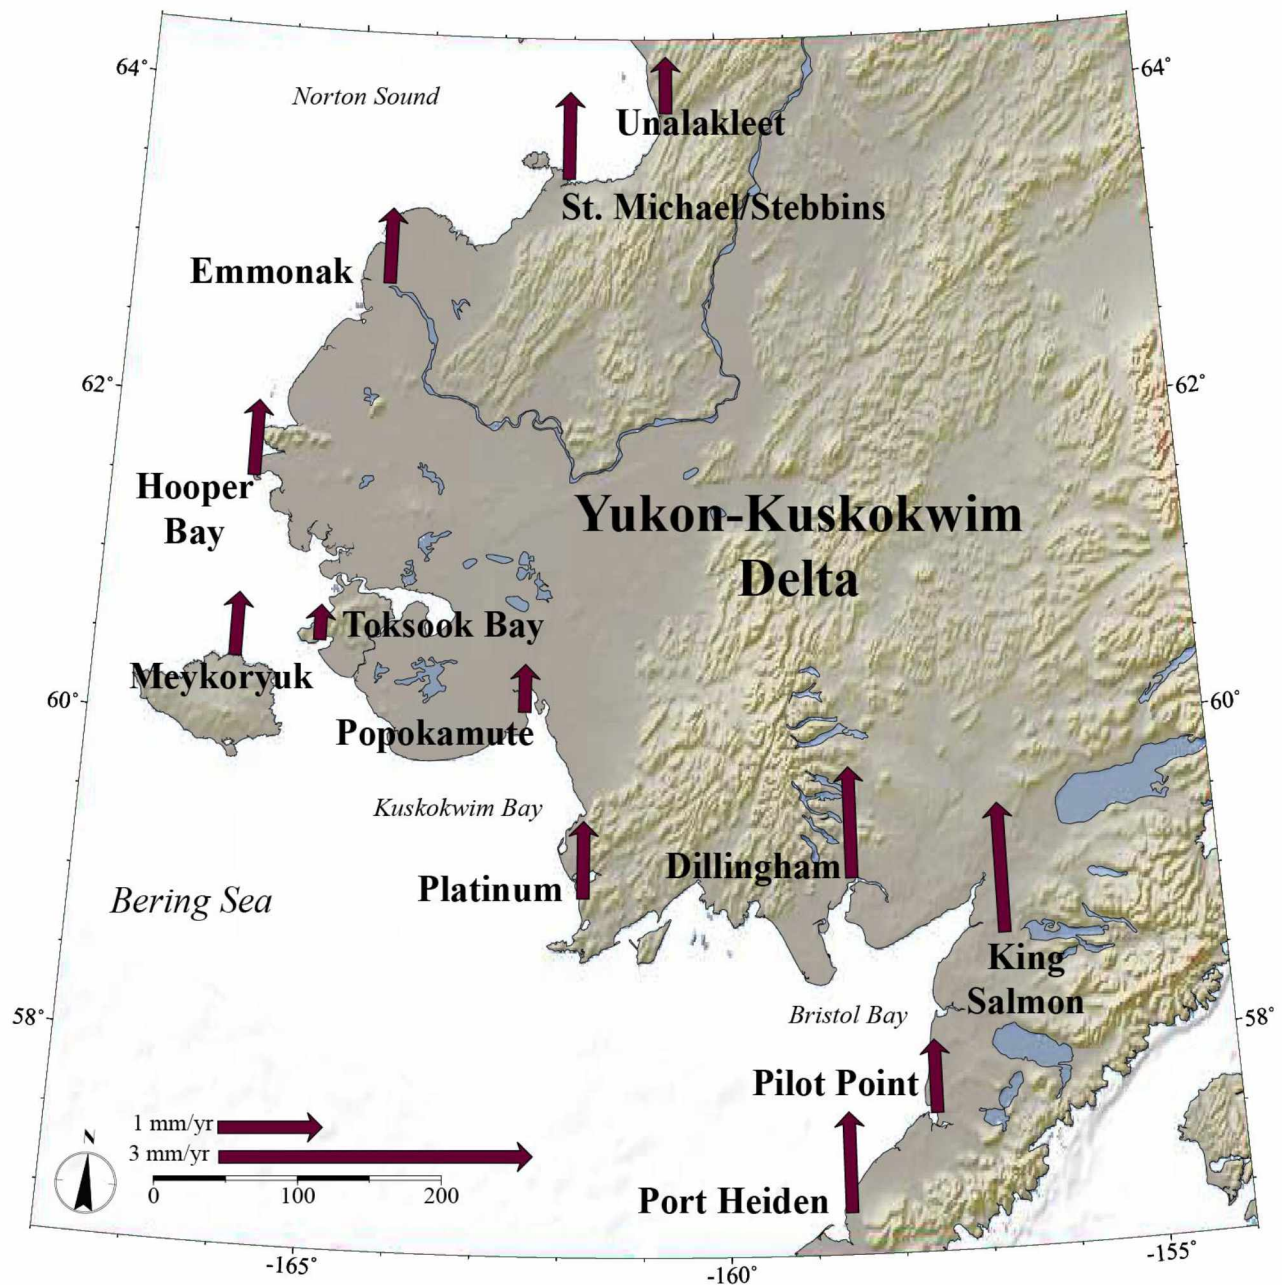 64°
64°
Norton Sound
Unalakleet
St. Michael/Stebbins
Emmonak
62°
62°
Hooper
Bay
Yukon-Kuskokwim
Delta
Toksook Bay
Meykoryuk
60°
60°
Popokamute
Kuskokwim Bay
Dillingham
Platinum
Bering Sea
King
Salmon
58°
Bristol Bay
58°
Pilot Point
1 mm/yr
N
3 mm/yr
0 100 200
Port Heiden
-165°
-160°
-155°